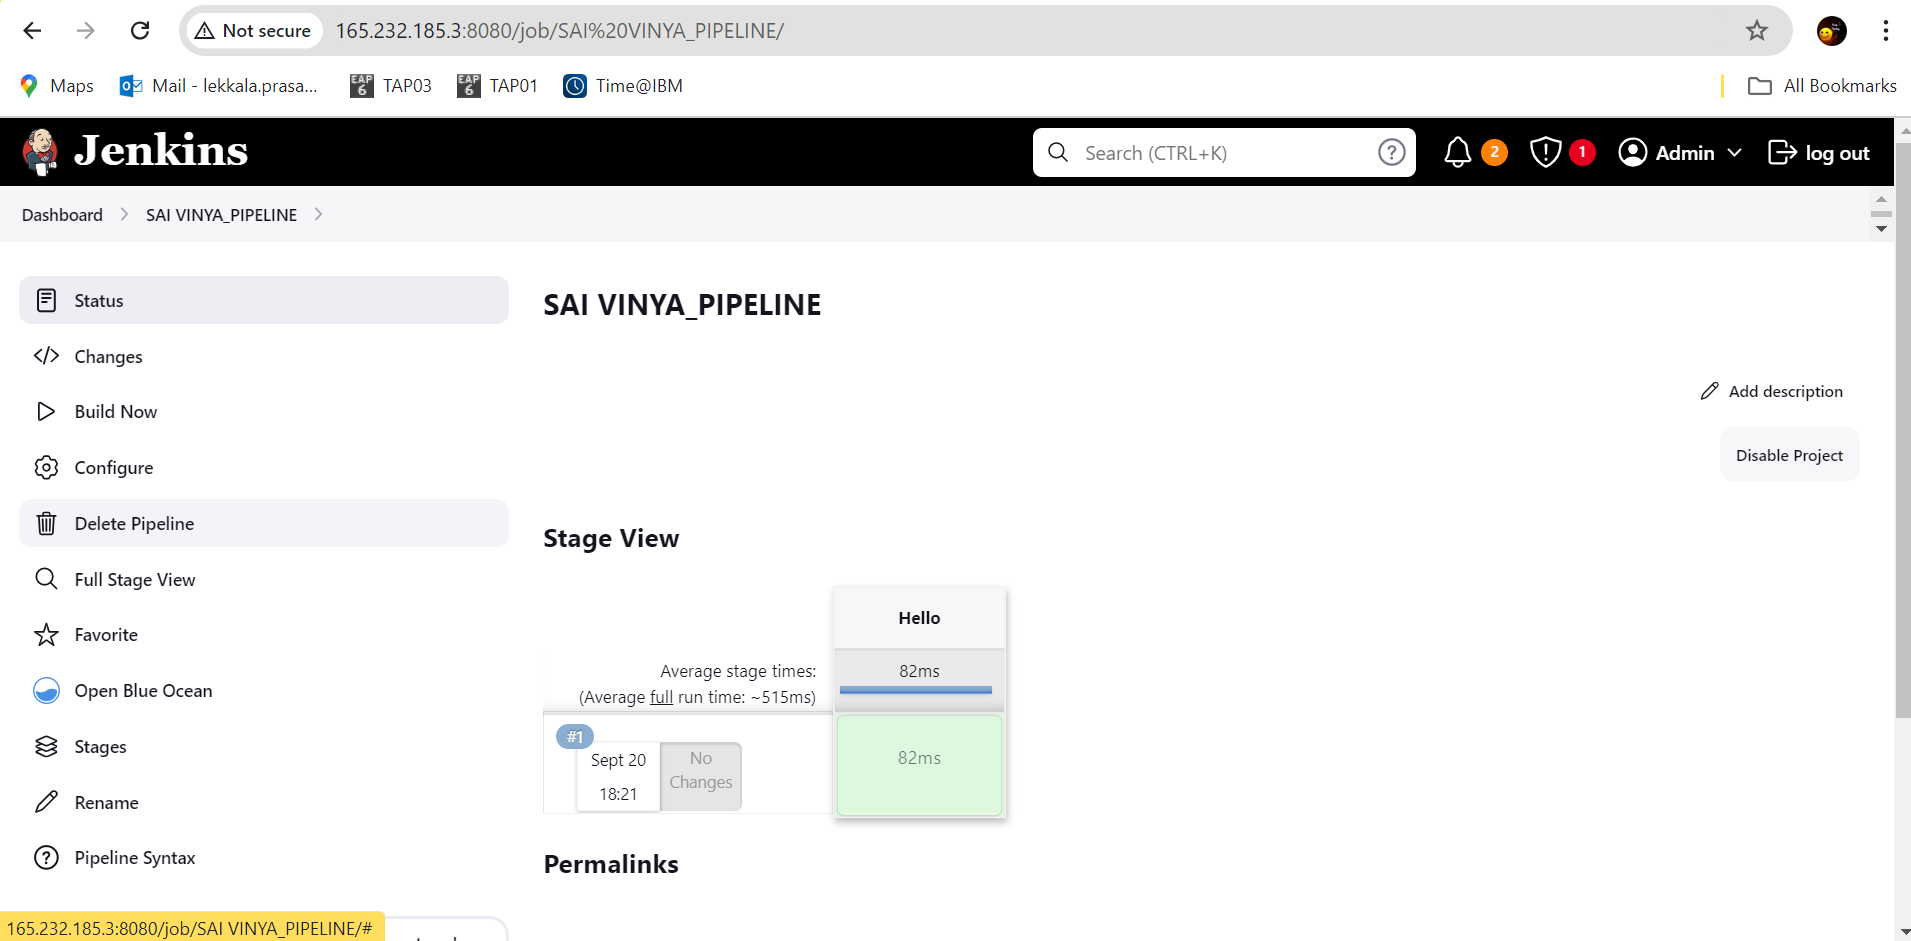 Not secure 165.232.185.3:8080/job/SAI%20VINYA_PIPELINE/
Maps Mail - lekkala.prasa... EAP 6 TAP03 EAP 6 TAP01 Time@IBM All Bookmarks
Jenkins Search (CTRL+K) ? 2 1 Admin log out
Dashboard SAI VINYA_PIPELINE
Status
Changes
Build Now
Configure
Delete Pipeline
Full Stage View
Favorite
Open Blue Ocean
Stages
Rename
Pipeline Syntax
SAI VINYA_PIPELINE
Add description
Disable Project
Stage View
Hello
Average stage times: 82ms
(Average full run time: ~515ms)
#1
Sept 20
18:21
No
Changes
82ms
Permalinks
165.232.185.3:8080/job/SAI VINYA_PIPELINE/#